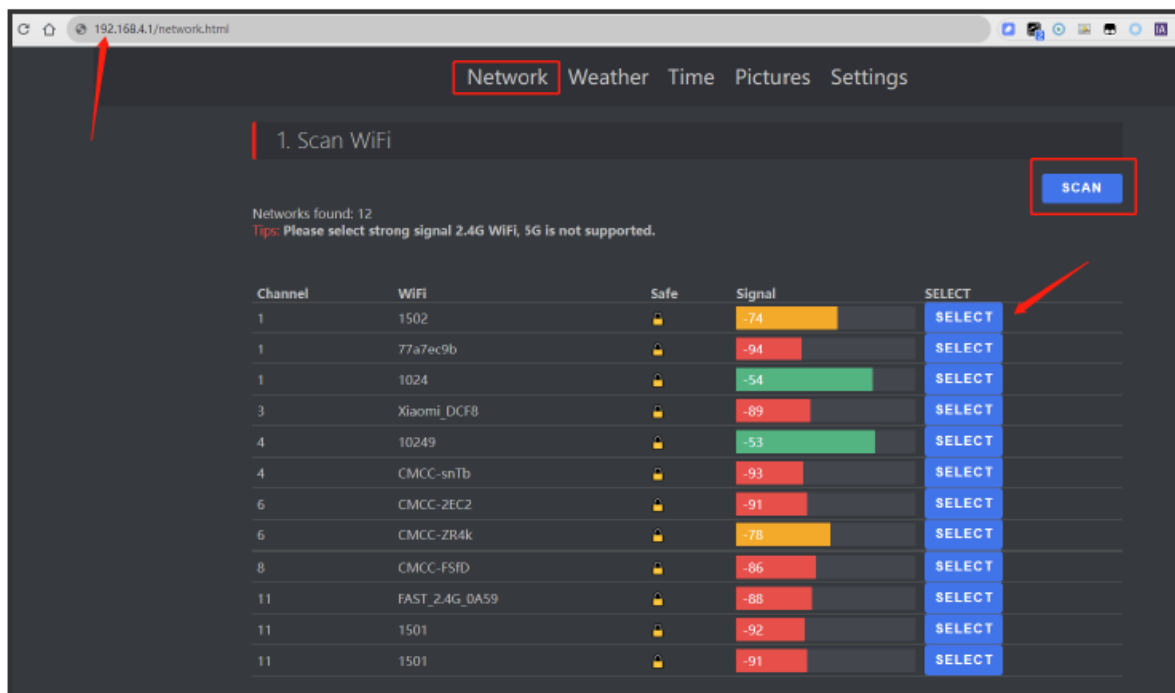 192.168.4.1/network.html
Network Weather Time Pictures Settings
1. Scan WiFi
SCAN
Networks found: 12
Tips: Please select strong signal 2.4G WiFi, 5G is not supported.
Channel WiFi Safe Signal SELECT
1 1502 -74 SELECT
1 77a7ec9b -94 SELECT
1 1024 -54 SELECT
3 Xiaomi_DCF8 -89 SELECT
4 10249 -53 SELECT
4 CMCC-snTb -93 SELECT
6 CMCC-2EC2 -91 SELECT
6 CMCC-ZR4k -78 SELECT
8 CMCC-FSfD -86 SELECT
11 FAST_2.4G_0A59 -88 SELECT
11 1501 -92 SELECT
11 1501 -91 SELECT